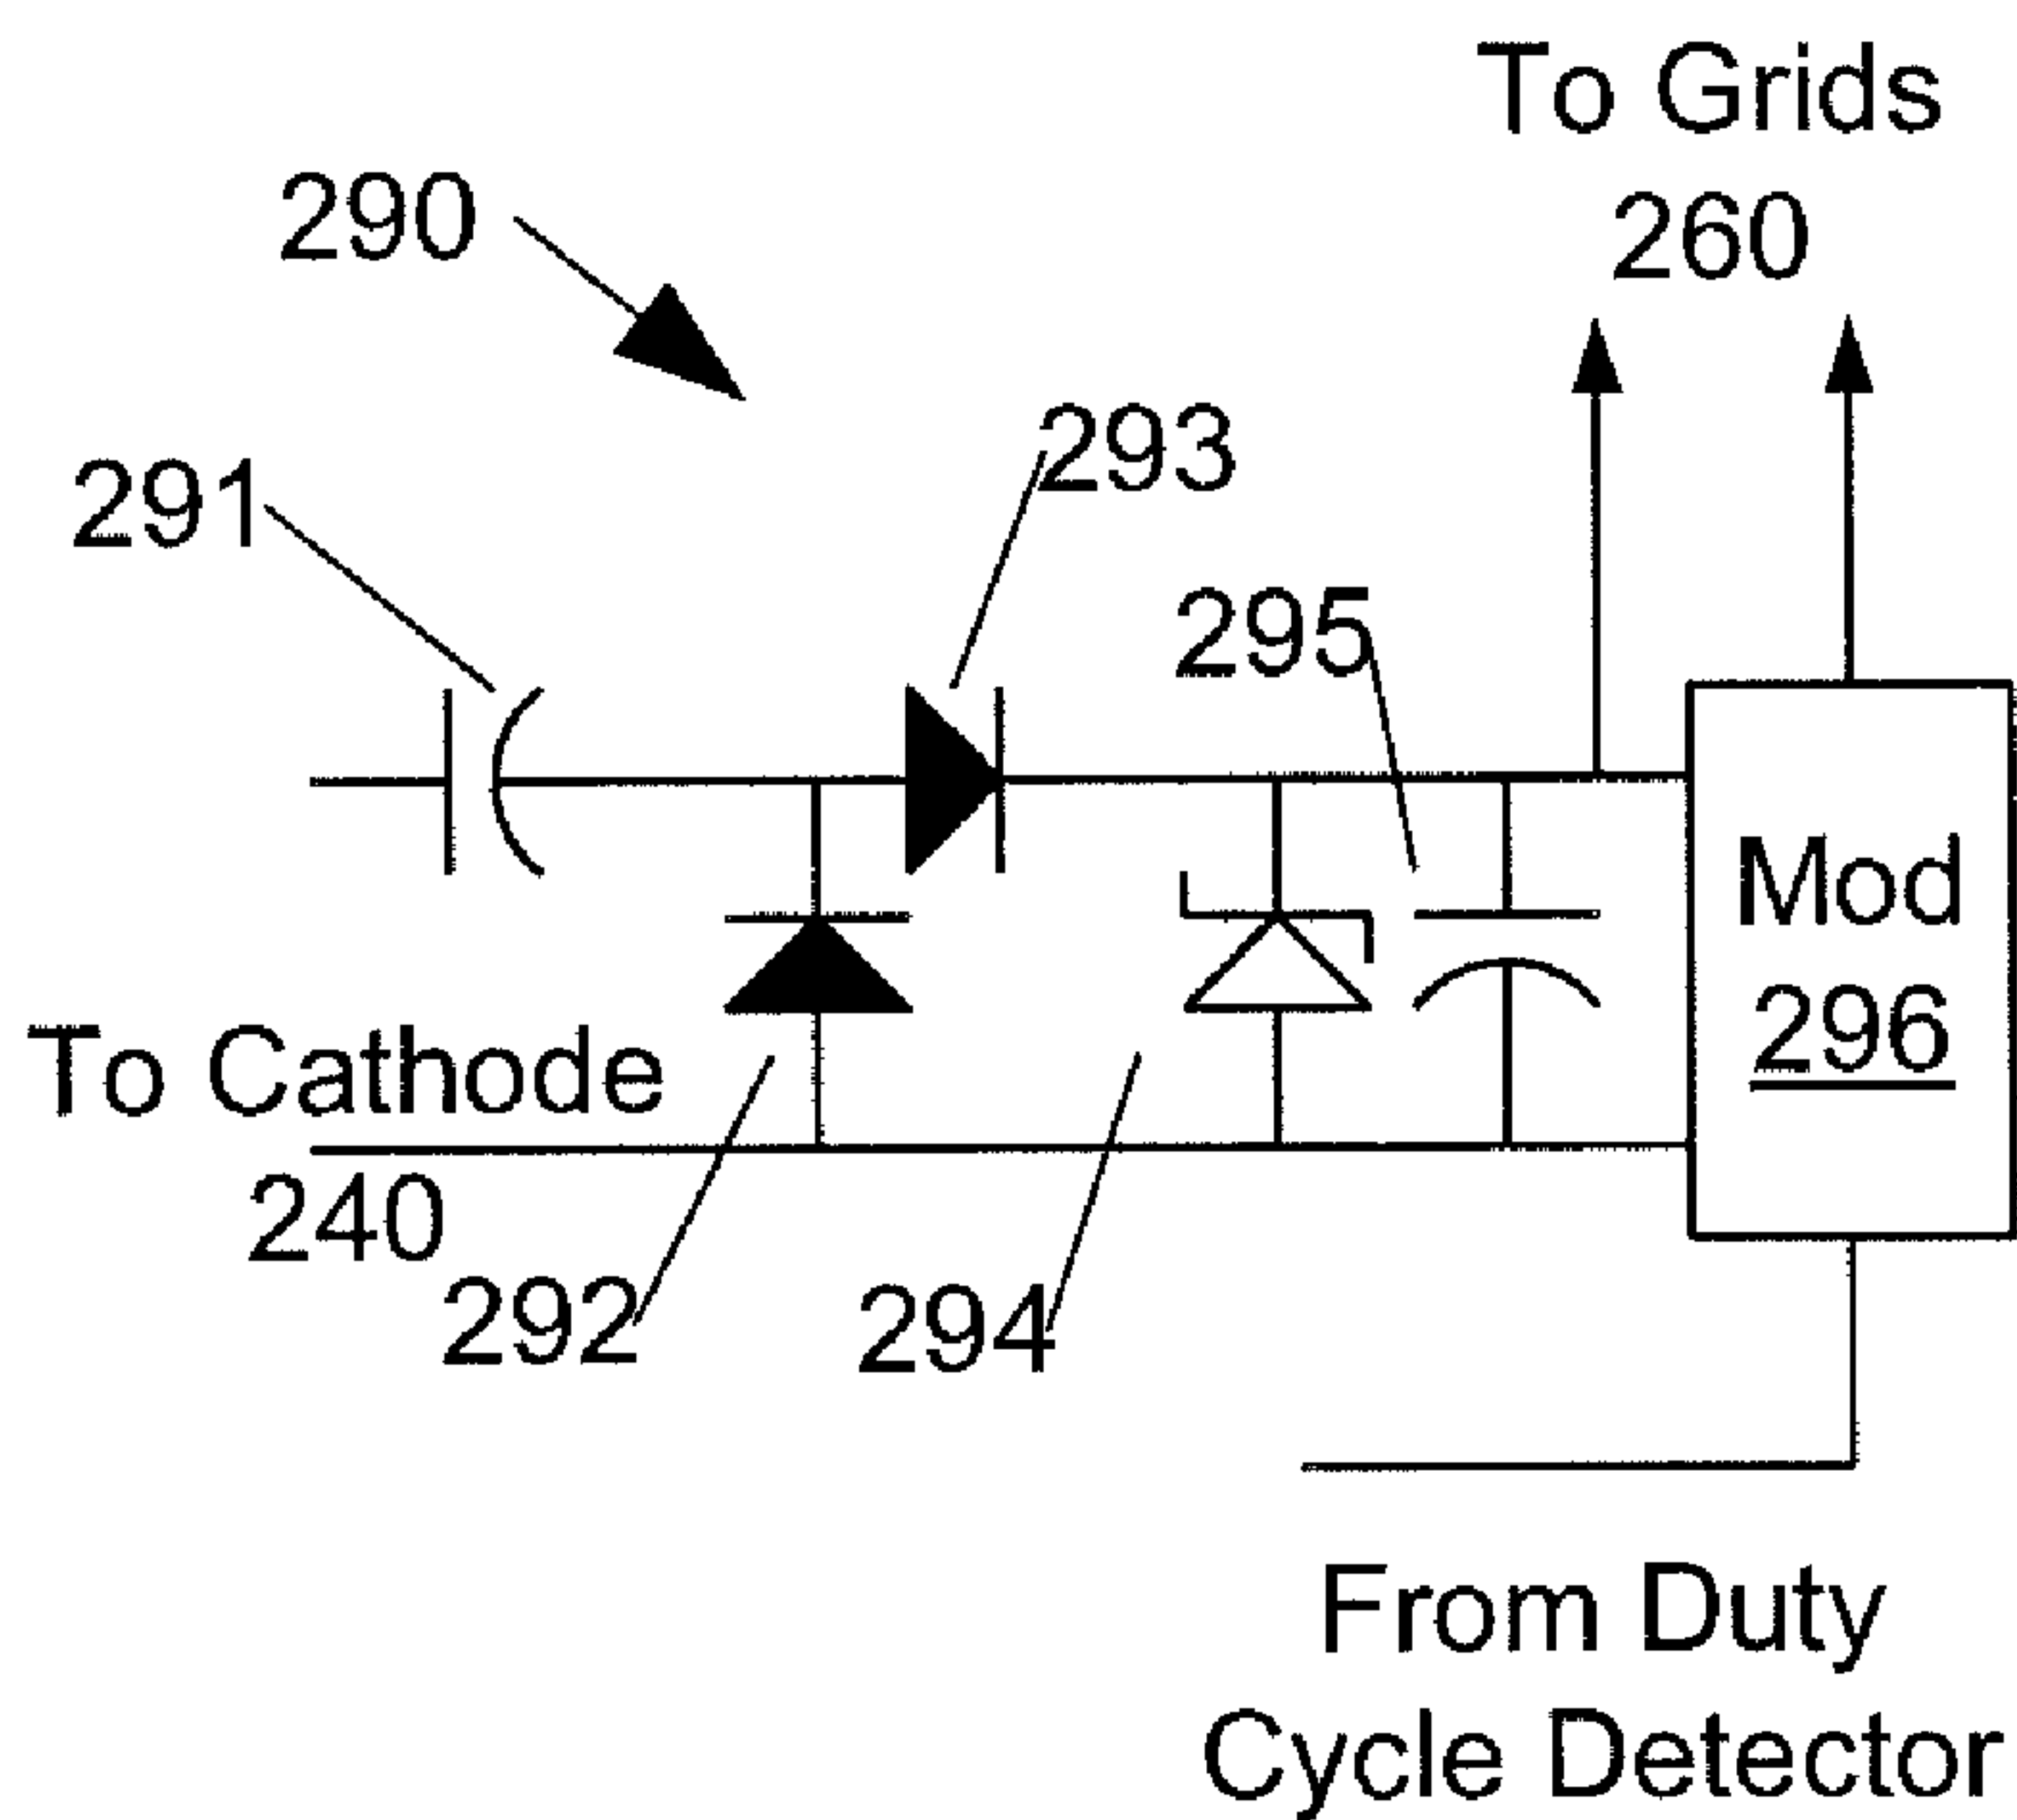 To Grids
260
290
293
291
295
Mod
296
To Cathode
240
292
294
From Duty
Cycle Detector